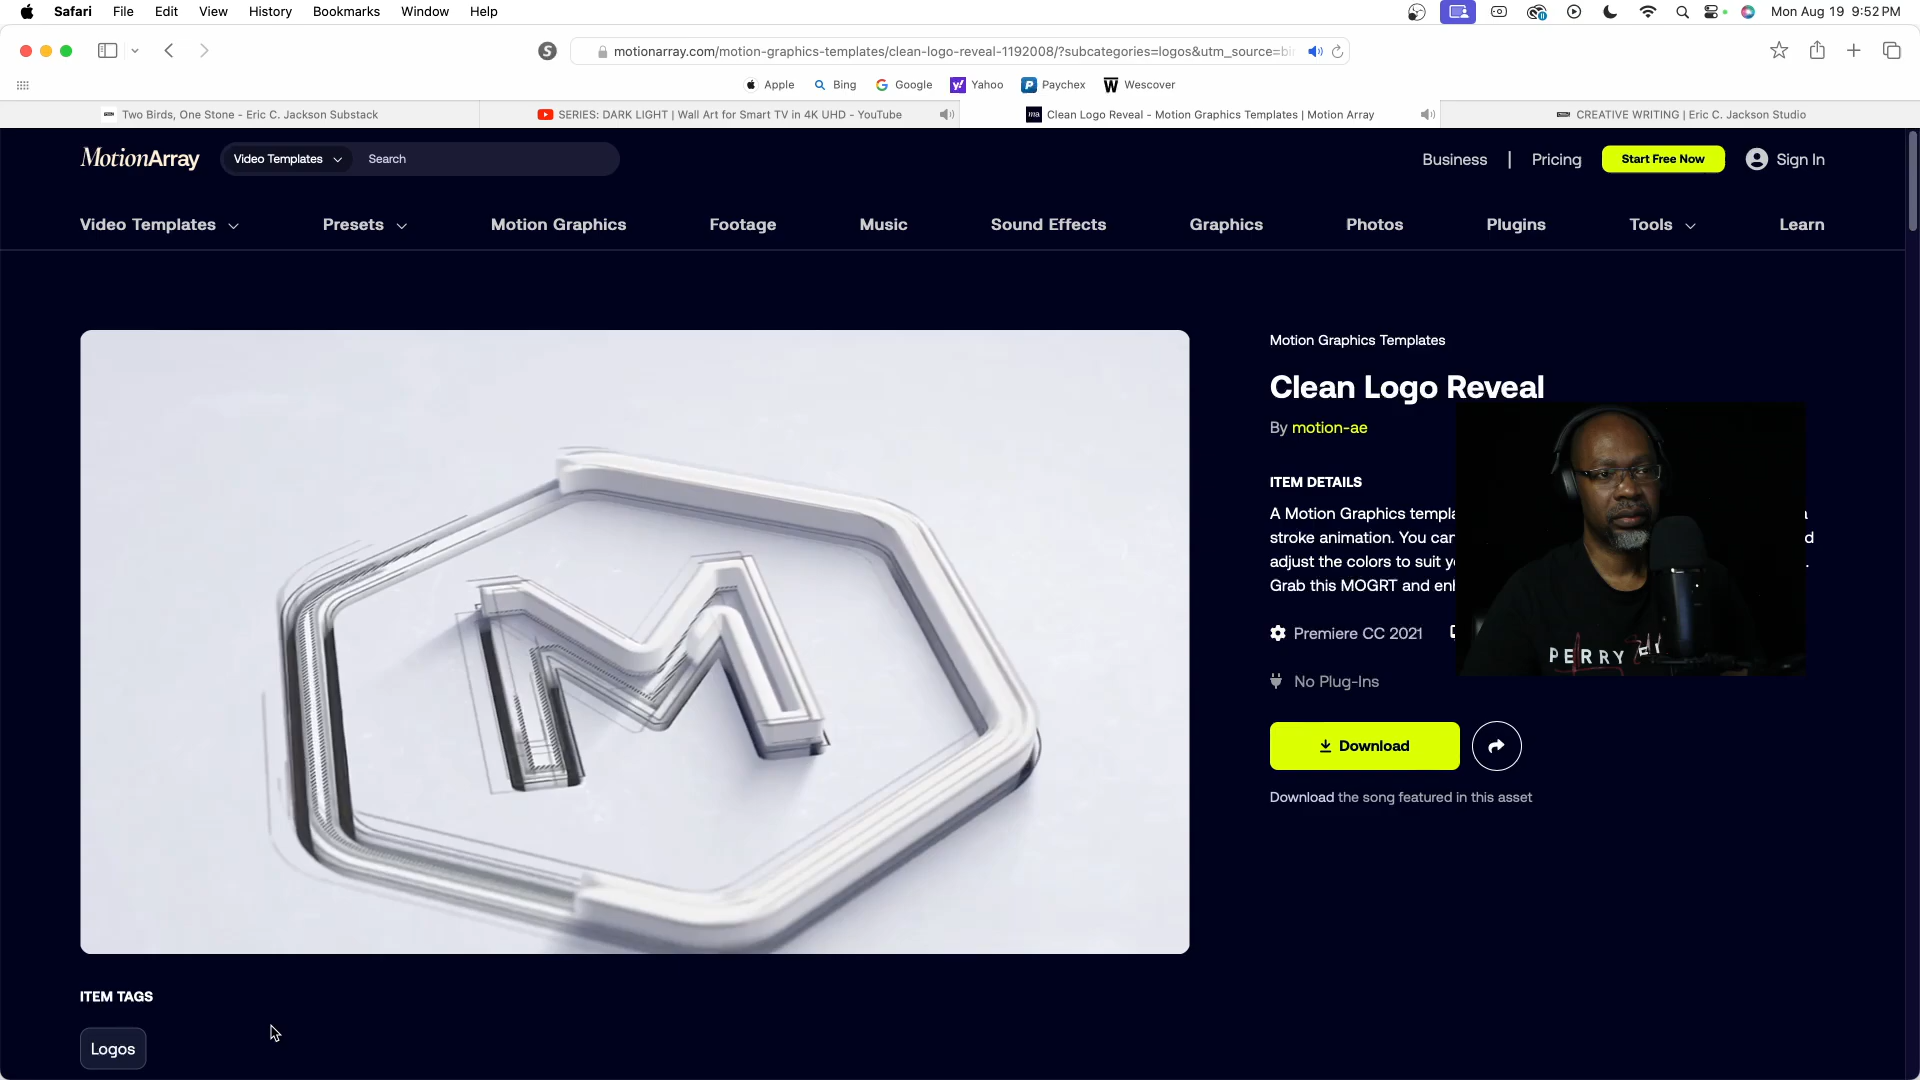 Safari File Edit View History Bookmarks Window Help
Mon Aug 19 9:52 PM
motionarray.com/motion-graphics-templates/clean-logo-reveal-1192008/?subcategories=logos&utm_source=bi
Apple Bing Google Yahoo Paychex Wescover
Two Birds, One Stone - Eric C. Jackson Substack
SERIES: DARK LIGHT | Wall Art for Smart TV in 4K UHD - YouTube
Clean Logo Reveal - Motion Graphics Templates | Motion Array
CREATIVE WRITING | Eric C. Jackson Studio
MotionArray Video Templates Search
Business | Pricing Start Free Now Sign In
Video Templates Presets Motion Graphics Footage Music Sound Effects Graphics Photos Plugins Tools Learn
Motion Graphics Templates
Clean Logo Reveal
By motion-ae
ITEM DETAILS
A Motion Graphics templa
stroke animation. You can
adjust the colors to suit y
Grab this MOGRT and enh
Premiere CC 2021
No Plug-Ins
Download
Download the song featured in this asset
PERRY
M
ITEM TAGS
Logos